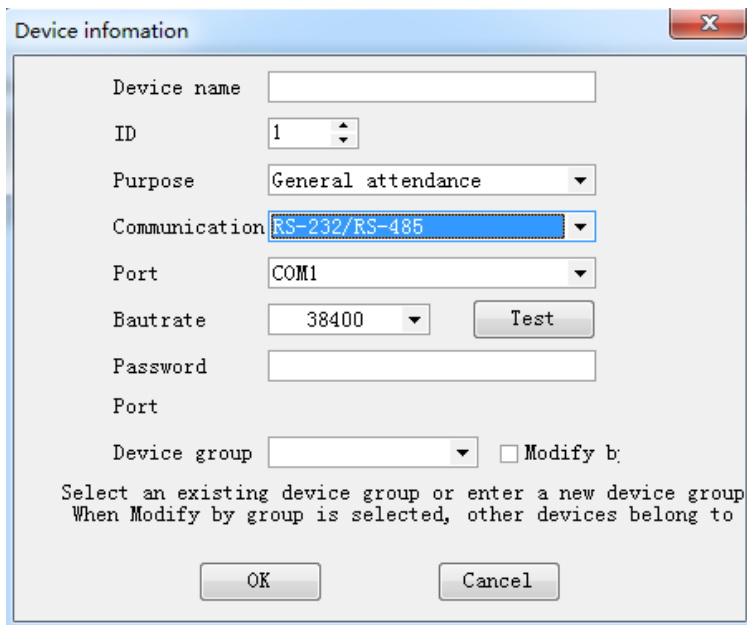 Device infomation
Device name
ID 1
Purpose General attendance
Communication RS-232/RS-485
Port COM1
Bautrate 38400 Test
Password
Port
Device group Modify by
Select an existing device group or enter a new device group
When Modify by group is selected, other devices belong to
OK Cancel